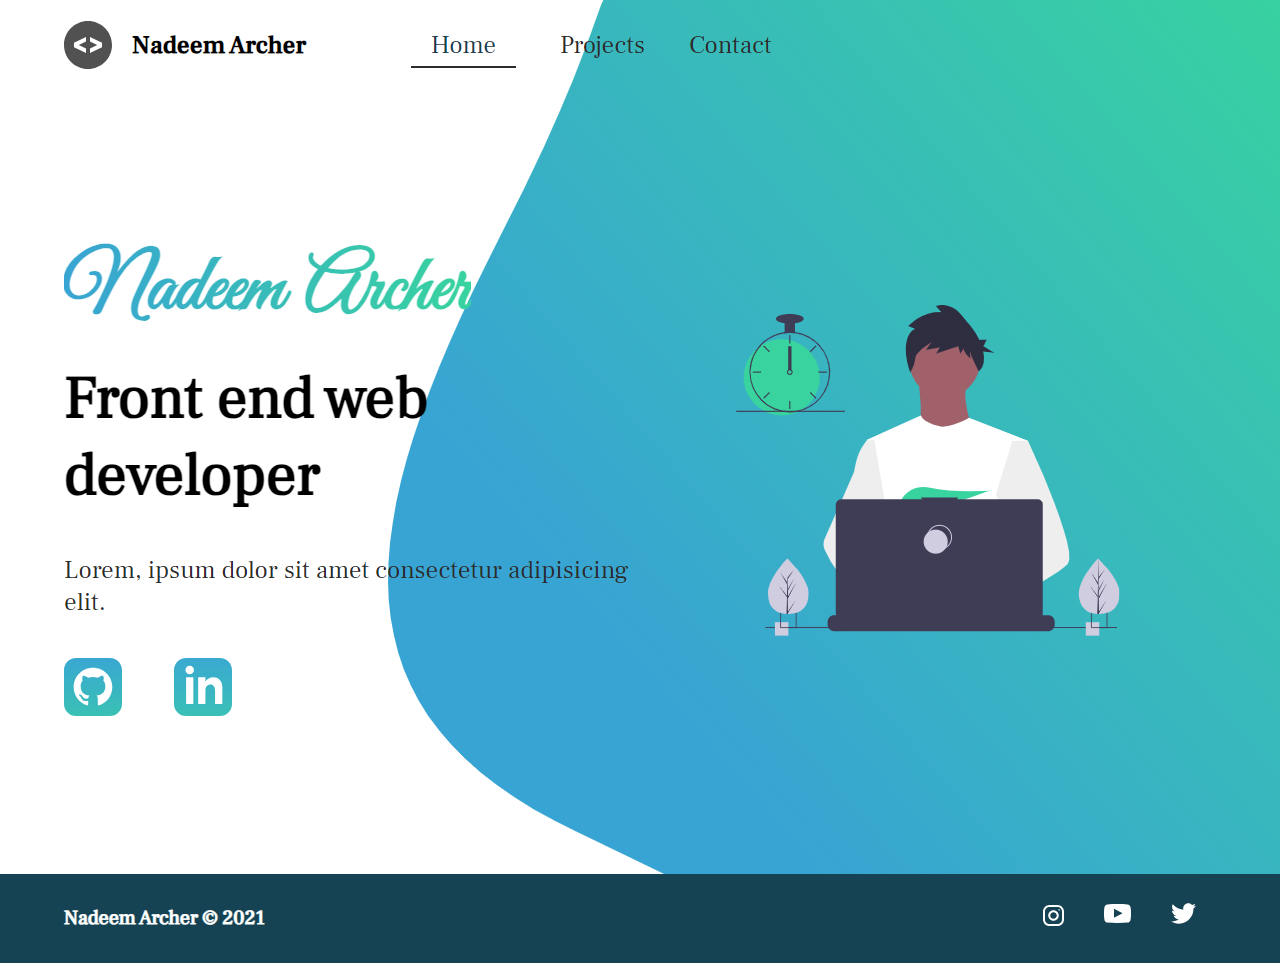 <> Nadeem Archer Home Projects Contact
Nadeem Archer
Front end web
developer
Lorem, ipsum dolor sit amet consectetur adipisicing
elit.
in
Nadeem Archer © 2021